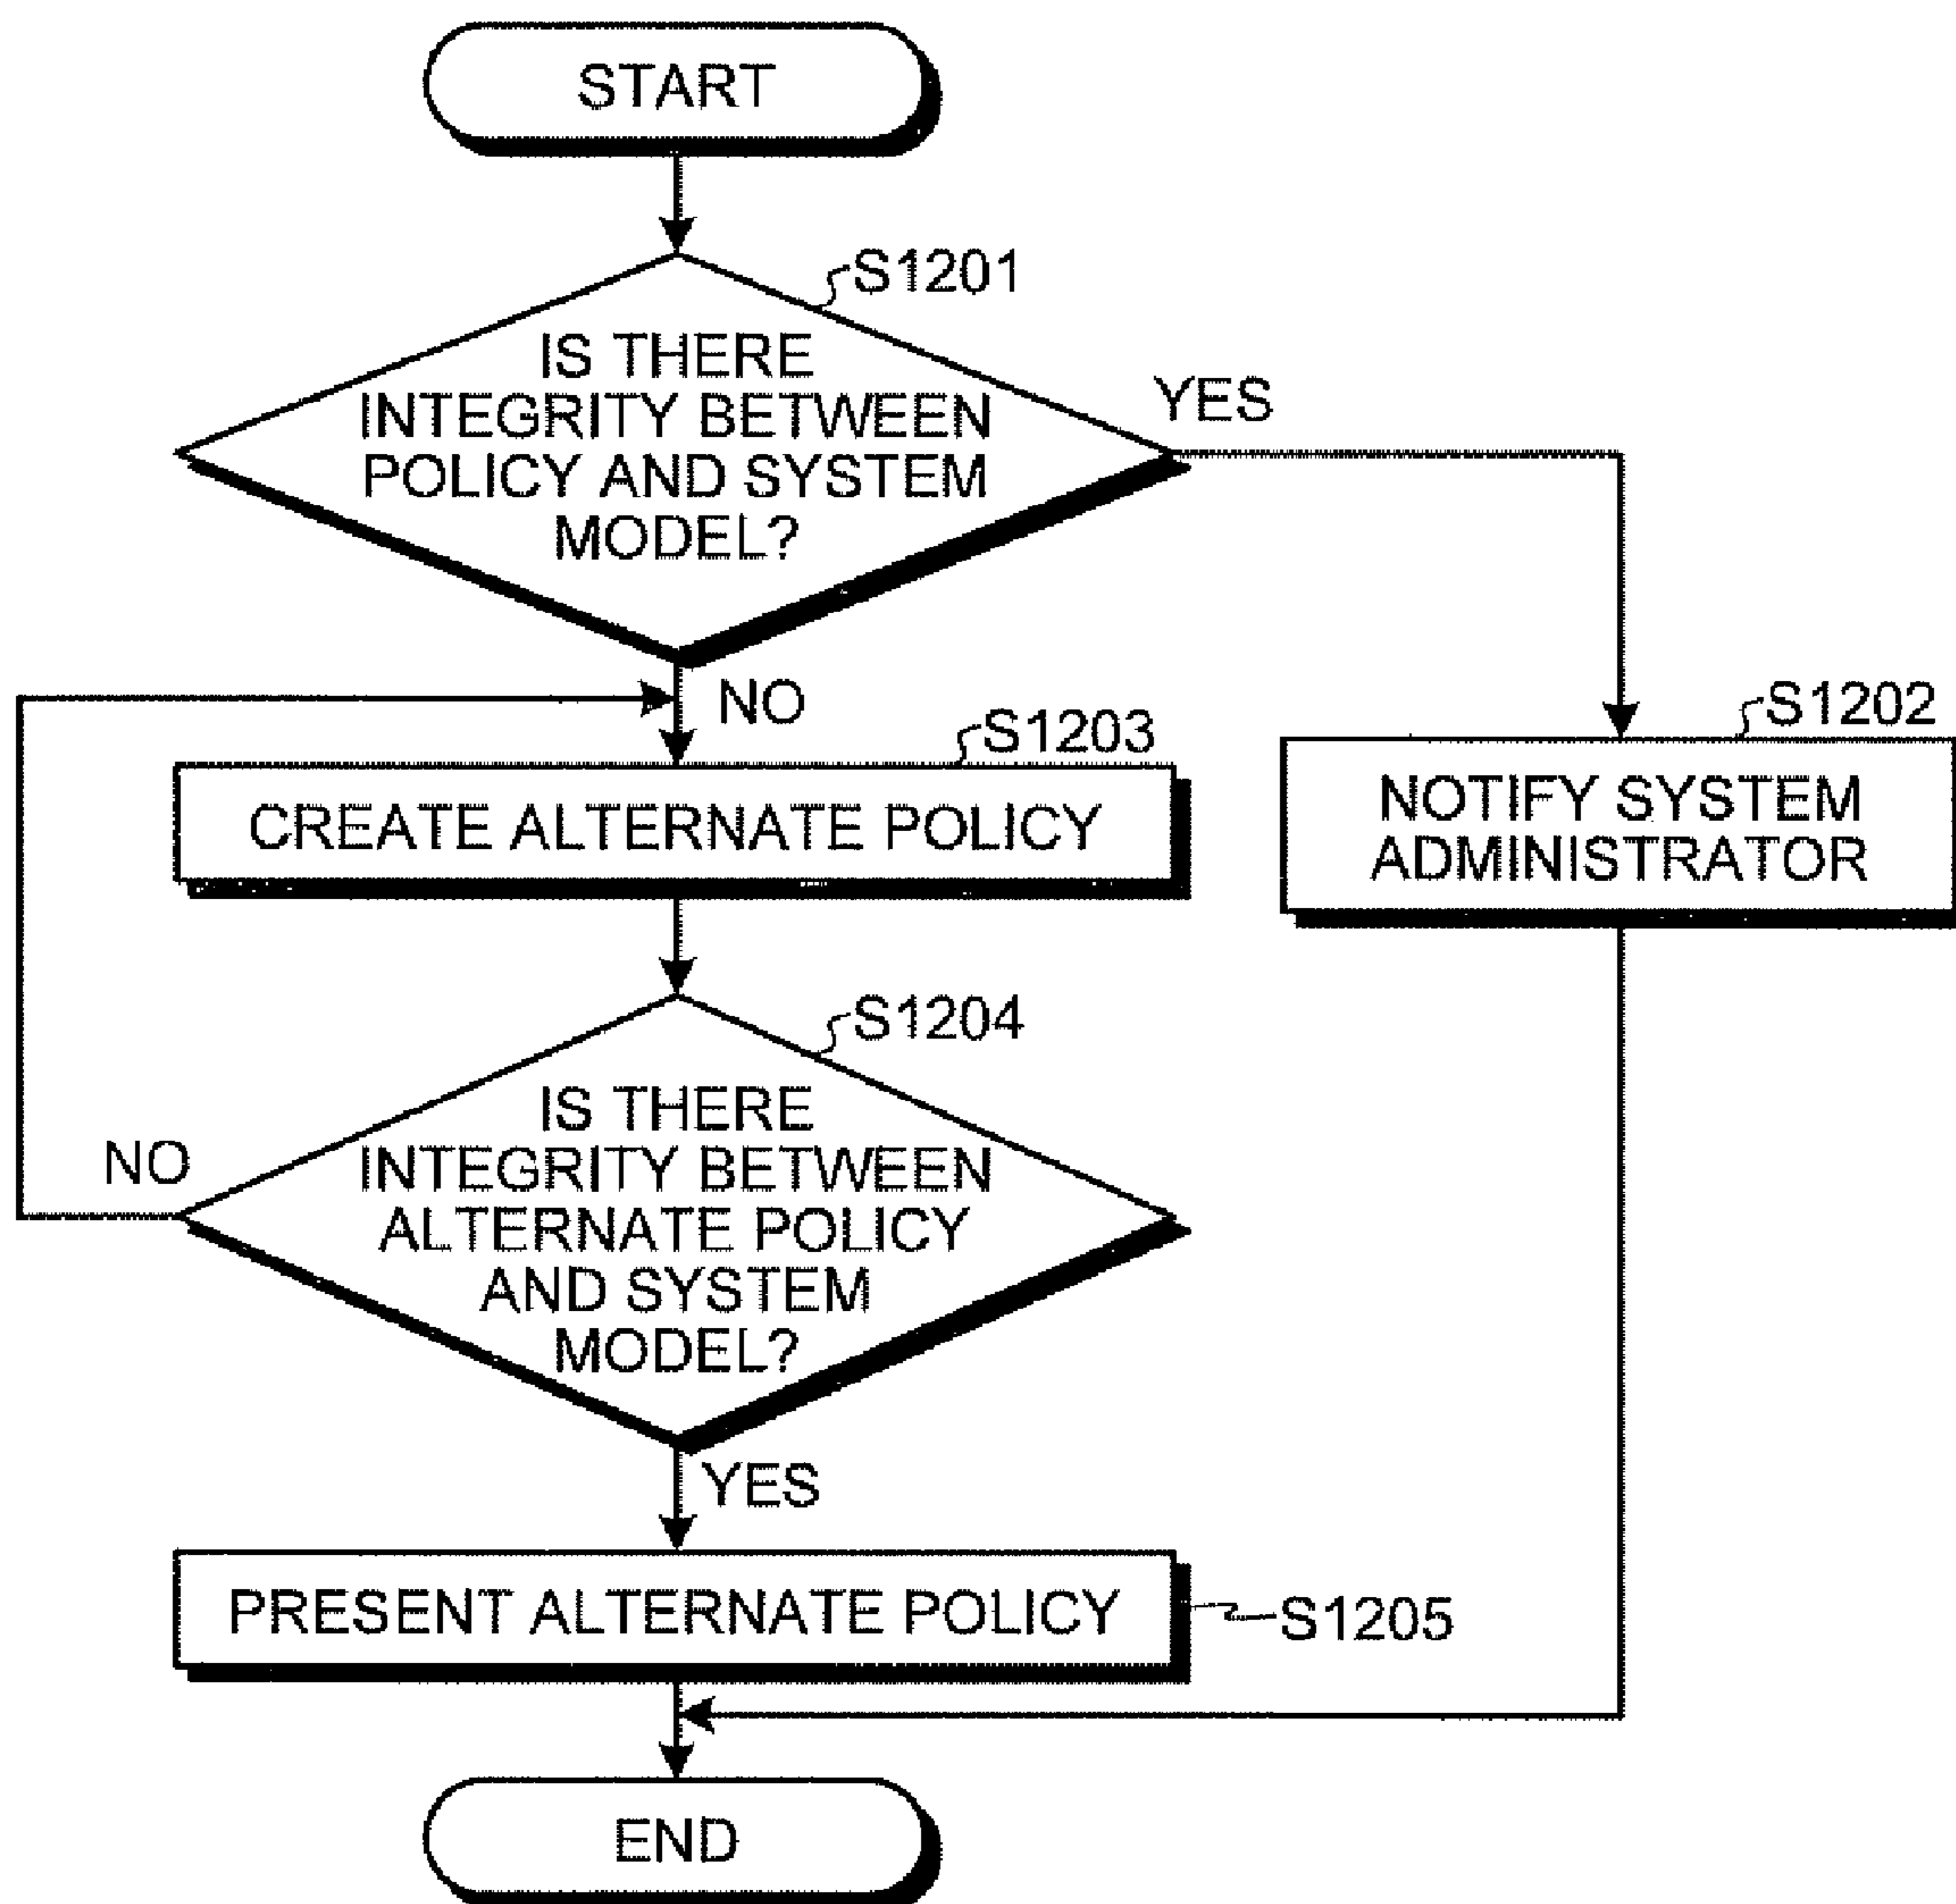 START
S1201
IS THERE
INTEGRITY BETWEEN
POLICY AND SYSTEM
MODEL?
YES
NO
S1202
NOTIFY SYSTEM
ADMINISTRATOR
S1203
CREATE ALTERNATE POLICY
S1204
IS THERE
INTEGRITY BETWEEN
ALTERNATE POLICY
AND SYSTEM
MODEL?
NO
YES
PRESENT ALTERNATE POLICY
S1205
END